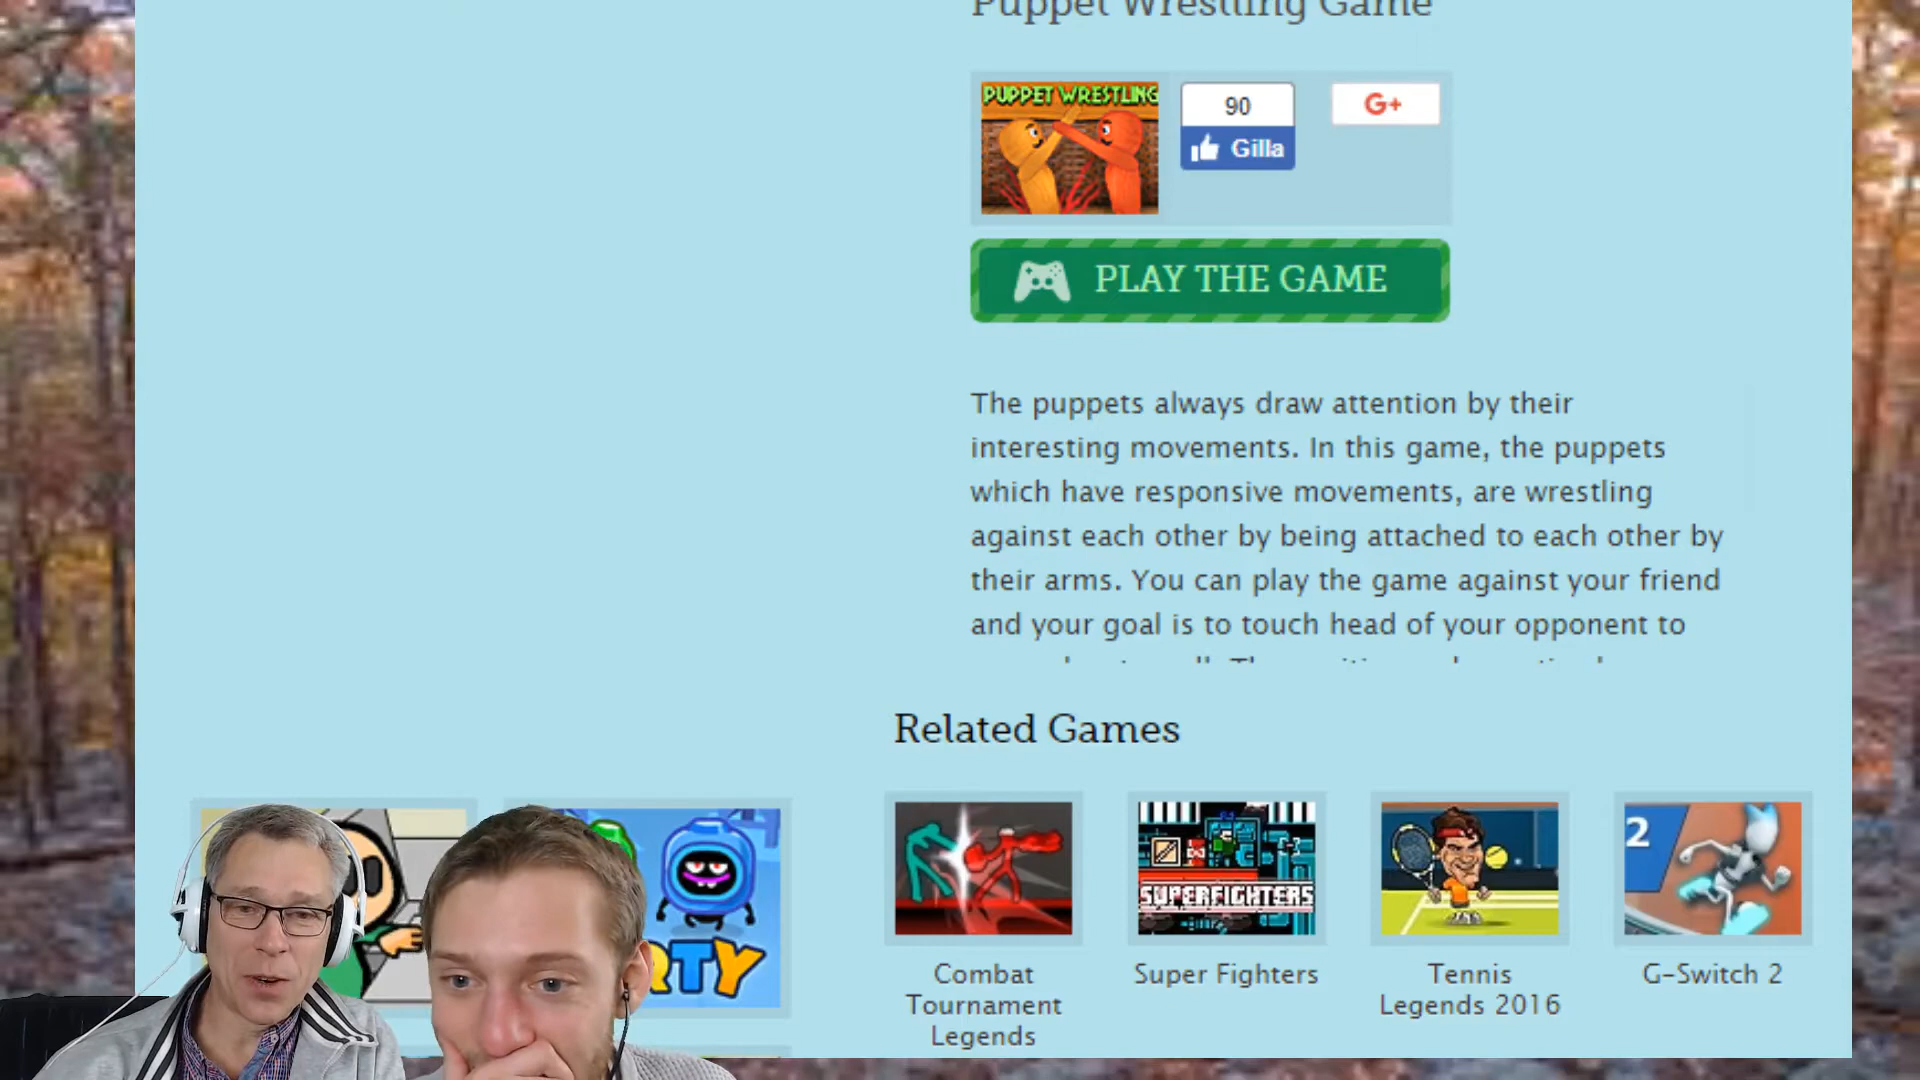 Puppet Wrestling Game
PUPPET WRESTLING
90
G+
Gilla
PLAY THE GAME
The puppets always draw attention by their
interesting movements. In this game, the puppets
which have responsive movements, are wrestling
against each other by being attached to each other by
their arms. You can play the game against your friend
and your goal is to touch head of your opponent to
Related Games
SUPERFIGHTERS
2
Combat
Tournament
Legends
Super Fighters
Tennis
Legends 2016
G-Switch 2